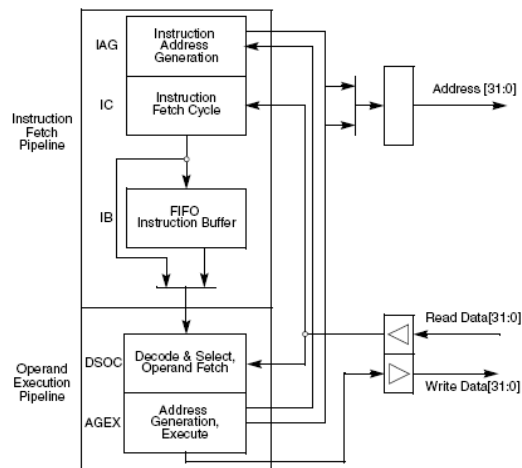 IAG
Instruction
Address
Generation
Address [31:0]
IC
Instruction
Fetch Cycle
Instruction
Fetch
Pipeline
IB
FIFO
Instruction Buffer
Read Data[31:0]
DSOC
Decode & Select,
Operand Fetch
Write Data[31:0]
Operand
Execution
Pipeline
AGEX
Address
Generation,
Execute